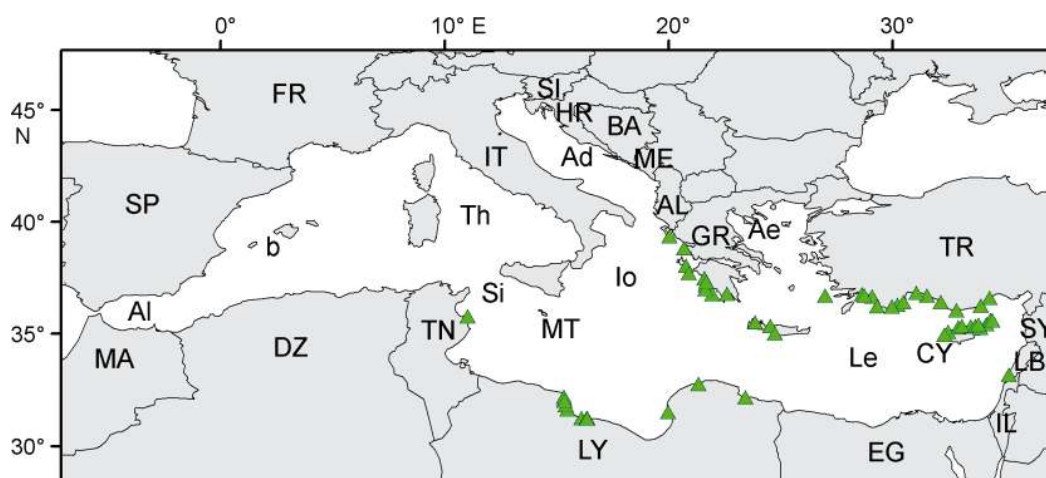 0° 10° E 20° 30°
45°
N
40°
35°
30°
FR
SI
HR
BA
IT
Ad
ME
SP
Th
AL
GR
Ae
TR
b
Al
Si
Io
MA
DZ
TN
MT
Le
CY
SY
LB
IL
LY
EG